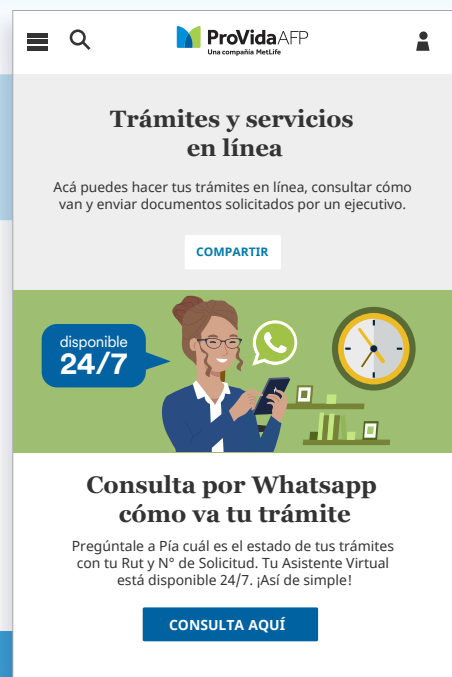 ProVida AFP
Una compañía MetLife
Trámites y servicios
en línea
Acá puedes hacer tus trámites en línea, consultar cómo
van y enviar documentos solicitados por un ejecutivo.
COMPARTIR
disponible
24/7
Consulta por Whatsapp
cómo va tu trámite
Pregúntale a Pía cuál es el estado de tus trámites
con tu Rut y N° de Solicitud. Tu Asistente Virtual
está disponible 24/7. ¡Así de simple!
CONSULTA AQUÍ